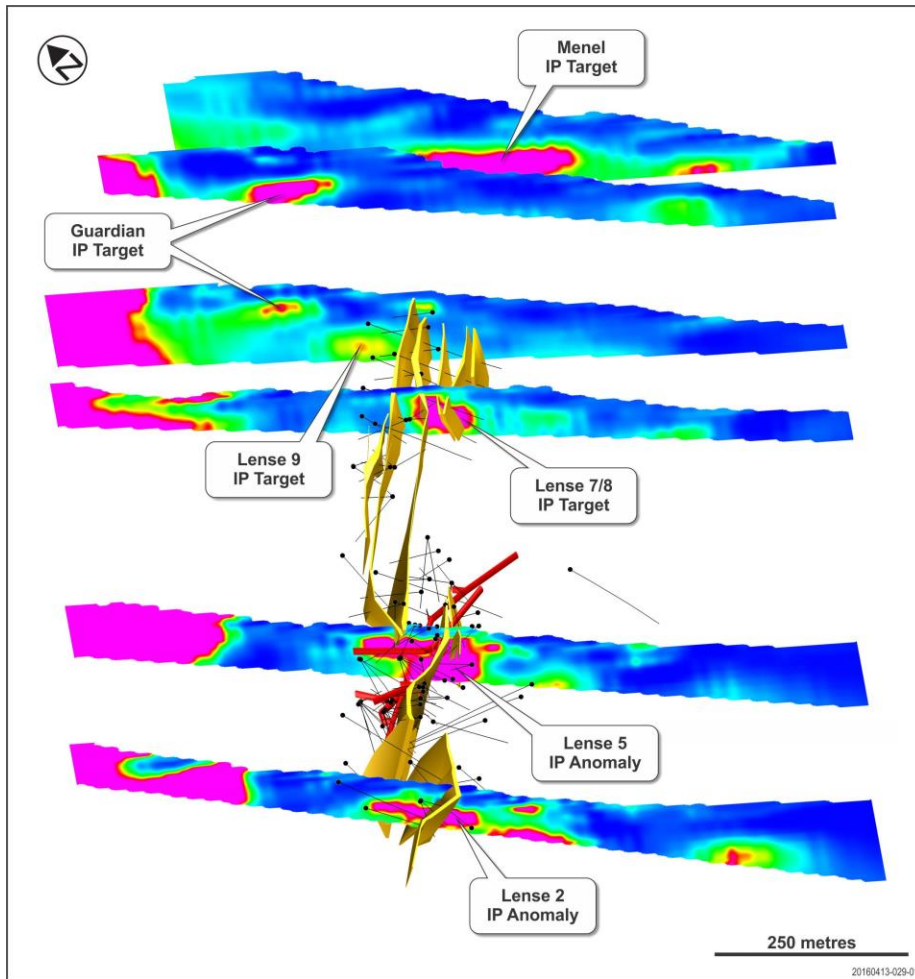 N
Menel
IP Target
Guardian
IP Target
Lense 9
IP Target
Lense 7/8
IP Target
Lense 5
IP Anomaly
Lense 2
IP Anomaly
250 metres
20160413-029-0